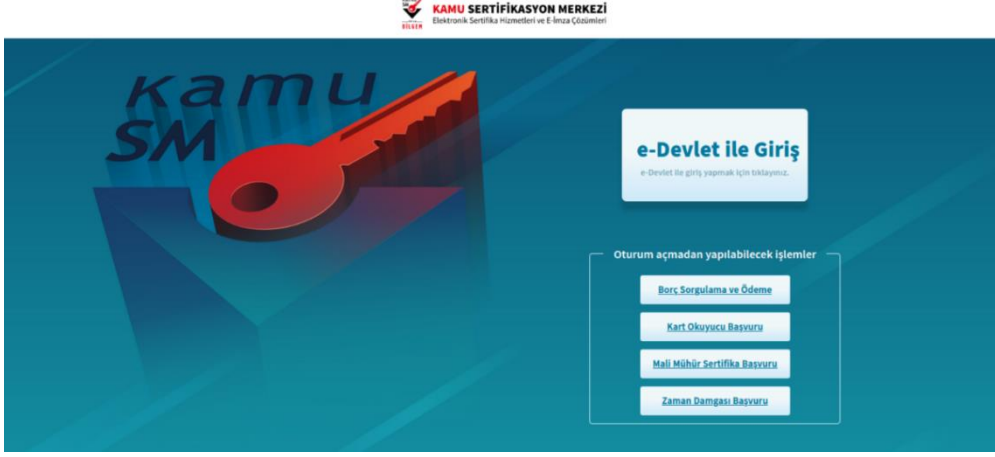 BİLGEM
KAMU SERTİFİKASYON MERKEZİ
Elektronik Sertifika Hizmetleri ve E-İmza Çözümleri
Kamu
SM
e-Devlet ile Giriş
e-Devlet ile giriş yapmak için tıklayınız.
Oturum açmadan yapılabilecek işlemler
Borç Sorgulama ve Ödeme
Kart Okuyucu Başvuru
Mali Mühür Sertifika Başvuru
Zaman Damgası Başvuru